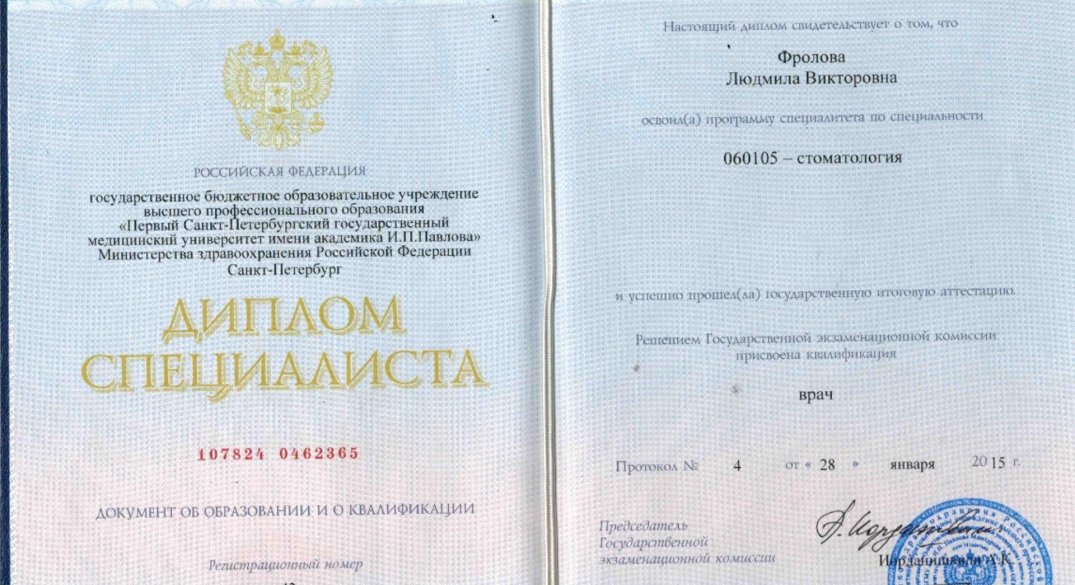 РОССИЙСКАЯ ФЕДЕРАЦИЯ
государственное бюджетное образовательное учреждение
высшего профессионального образования
«Первый Санкт-Петербургский государственный
медицинский университет имени академика И.П.Павлова»
Министерства здравоохранения Российской Федерации
Санкт-Петербург
ДИПЛОМ
СПЕЦИАЛИСТА
107824 0462365
ДОКУМЕНТ ОБ ОБРАЗОВАНИИ И О КВАЛИФИКАЦИИ
Регистрационный номер
Настоящий диплом свидетельствует о том, что
Фролова
Людмила Викторовна
освоил(а) программу специалитета по специальности
060105 – стоматология
и успешно прошел(ла) государственную итоговую аттестацию.
Решением Государственной экзаменационной комиссии
присвоена квалификация
врач
Протокол № 4 от « 28 » января 2015 г.
Председатель
Государственной
экзаменационной комиссии
Иорданишвили А.К.